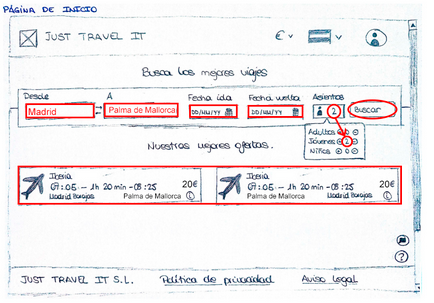 PÁGINA DE INICIO
JUST TRAVEL IT € 
Busca los mejores viajes
Desde A Fecha ida Fecha vuelta Asientos
Madrid Palma de Mallorca DD/MM/YY DD/MM/YY 2 Buscar
Adultos 0
Jóvenes 2
Niños 0
Nuestras mejores ofertas.
Iberia Iberia
07:05 - 1h 20 min - 08:25 20€ 07:05 - 1h 20 min - 08:25 20€
Madrid Barajas Palma de Mallorca Madrid Barajas Palma de Mallorca
?
JUST TRAVEL IT S.L. Política de privacidad Aviso legal